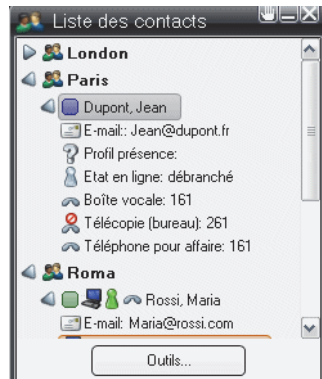 Liste des contacts
London
Paris
Dupont, Jean
E-mail:: Jean@dupont.fr
Profil présence:
Etat en ligne: débranché
Boîte vocale: 161
Télécopie (bureau): 261
Téléphone pour affaire: 161
Roma
Rossi, Maria
E-mail: Maria@rossi.com
Outils...